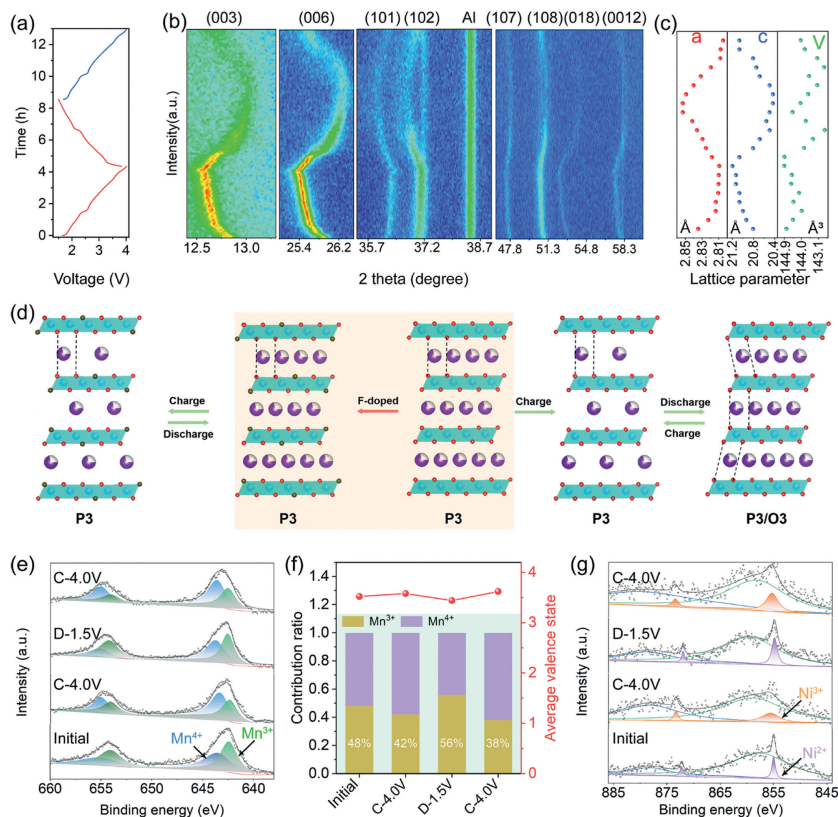 (a)
Time (h)
12
8
4
0
1 2 3 4
Voltage (V)
(b)
(003) (006) (101) (102) Al (107) (108) (018) (0012)
Intensity(a.u.)
12.5 13.0 25.4 26.2 35.7 37.2 38.7 47.8 51.3 54.8 58.3
2 theta (degree)
(c)
a c V
Å Å Å³
2.85 2.83 2.81 21.2 20.8 20.4 144.9 144.0 143.1
Lattice parameter
(d)
Charge
Discharge
F-doped
Charge
Discharge
Charge
P3 P3 P3 P3 P3/O3
(e)
C-4.0V
D-1.5V
C-4.0V
Initial
Mn⁴⁺
Mn³⁺
Intensity (a.u.)
660 655 650 645 640
Binding energy (eV)
(f)
Contribution ratio
1.4
1.2
1.0
0.8
0.6
0.4
0.2
0.0
Mn³⁺ Mn⁴⁺
48% 42% 56% 38%
Initial C-4.0V D-1.5V C-4.0V
4
3
2
1
0
Average valence state
(g)
C-4.0V
D-1.5V
C-4.0V
Ni³⁺
Initial
Ni²⁺
Intensity (a.u.)
885 875 865 855 845
Binding energy (eV)